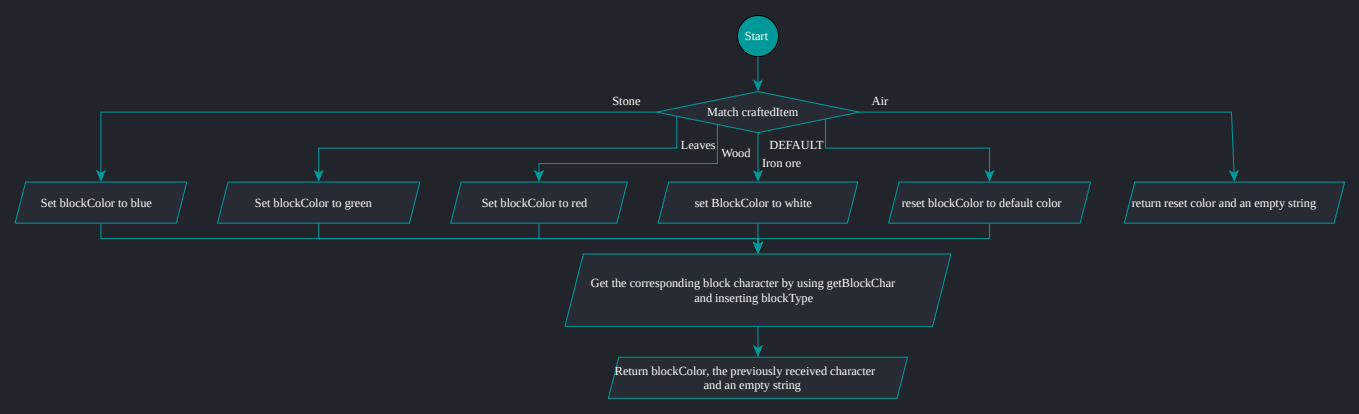 Start
Match craftedItem
Stone
Air
Leaves
Wood
DEFAULT
Iron ore
Set blockColor to blue
Set blockColor to green
Set blockColor to red
set BlockColor to white
reset blockColor to default color
return reset color and an empty string
Get the corresponding block character by using getBlockChar
and inserting blockType
Return blockColor, the previously received character
and an empty string